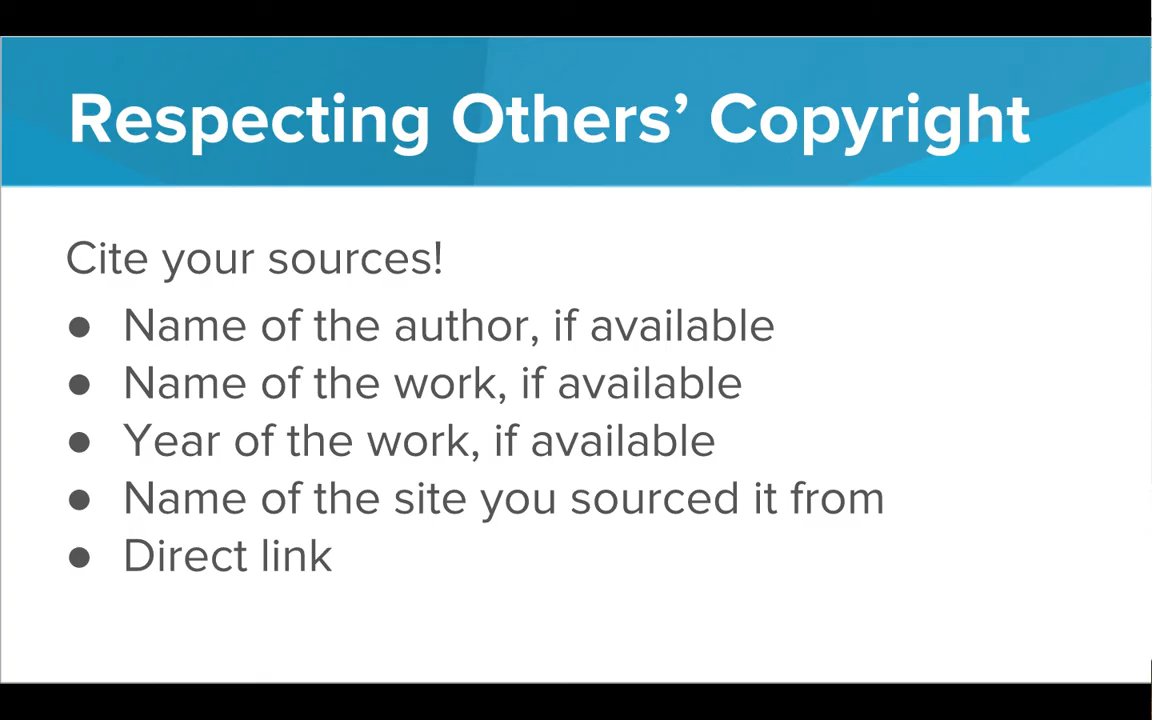 Respecting Others’ Copyright
Cite your sources!
● Name of the author, if available
● Name of the work, if available
● Year of the work, if available
● Name of the site you sourced it from
● Direct link